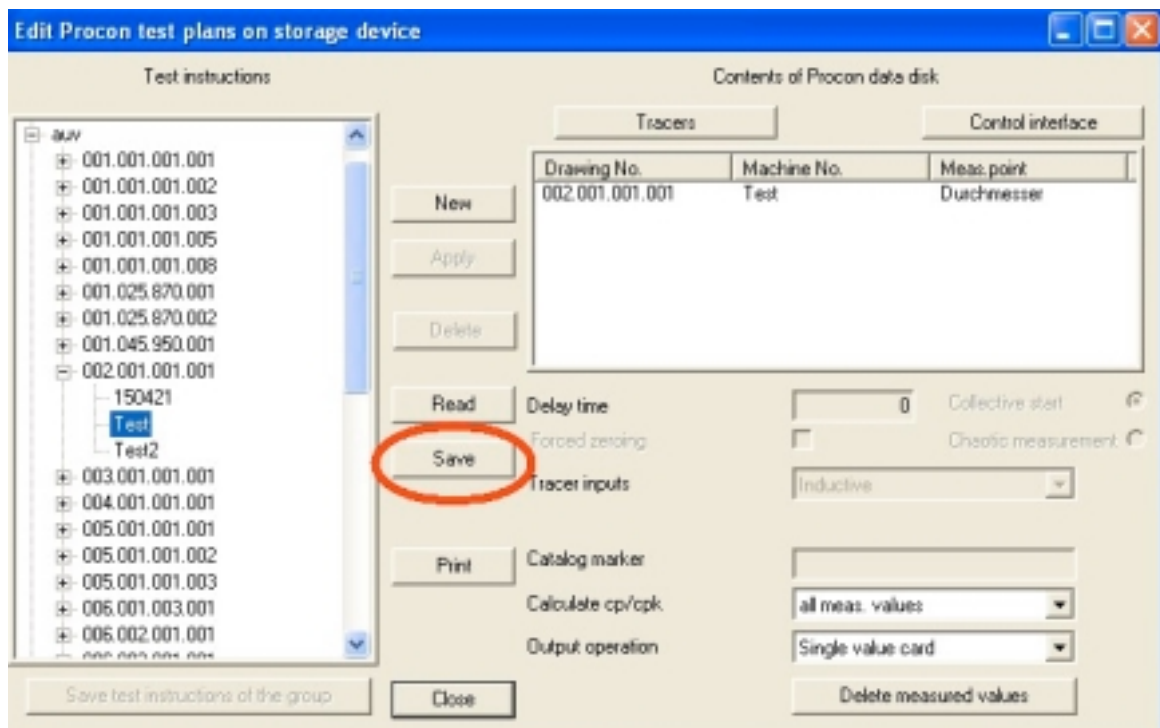 Edit Procon test plans on storage device
Test instructions
Contents of Procon data disk
Tracers
Control interface
auv
001.001.001.001
001.001.001.002
001.001.001.003
001.001.001.005
001.001.001.008
001.025.870.001
001.025.870.002
001.045.950.001
002.001.001.001
150421
Test
Test2
003.001.001.001
004.001.001.001
005.001.001.001
005.001.001.002
005.001.001.003
006.001.003.001
006.002.001.001
New
Apply
Delete
Read
Save
Print
Close
Drawing No. Machine No. Meas.point
002.001.001.001 Test Durchmesser
Delay time 0 Collective start
Forced zeroing Chaotic measurement
Tracer inputs Inductive
Catalog marker
Calculate cp/cpk all meas. values
Output operation Single value card
Save test instructions of the group
Delete measured values